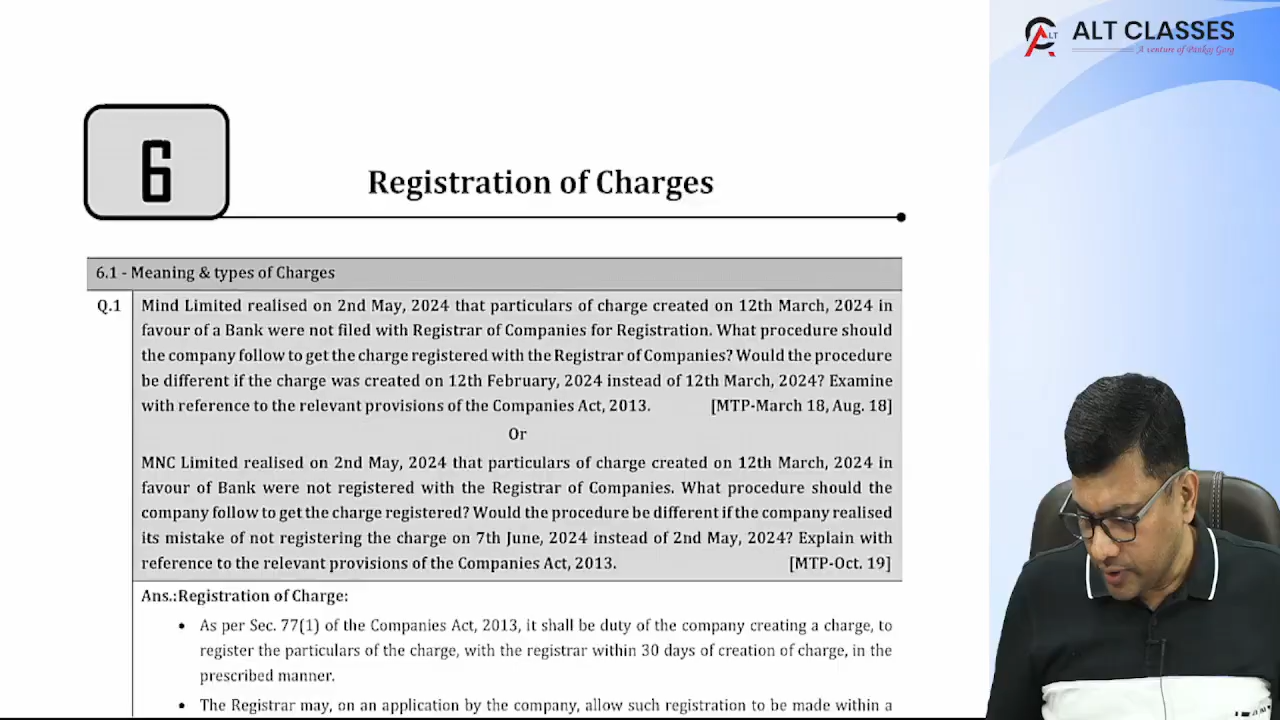 ALT CLASSES
A venture of Pankaj Garg
LT
6
Registration of Charges
6.1 - Meaning & types of Charges
Q.1 Mind Limited realised on 2nd May, 2024 that particulars of charge created on 12th March, 2024 in
favour of a Bank were not filed with Registrar of Companies for Registration. What procedure should
the company follow to get the charge registered with the Registrar of Companies? Would the procedure
be different if the charge was created on 12th February, 2024 instead of 12th March, 2024? Examine
with reference to the relevant provisions of the Companies Act, 2013. [MTP-March 18, Aug. 18]
Or
MNC Limited realised on 2nd May, 2024 that particulars of charge created on 12th March, 2024 in
favour of Bank were not registered with the Registrar of Companies. What procedure should the
company follow to get the charge registered? Would the procedure be different if the company realised
its mistake of not registering the charge on 7th June, 2024 instead of 2nd May, 2024? Explain with
reference to the relevant provisions of the Companies Act, 2013. [MTP-Oct. 19]
Ans.:Registration of Charge:
• As per Sec. 77(1) of the Companies Act, 2013, it shall be duty of the company creating a charge, to
register the particulars of the charge, with the registrar within 30 days of creation of charge, in the
prescribed manner.
• The Registrar may, on an application by the company, allow such registration to be made within a